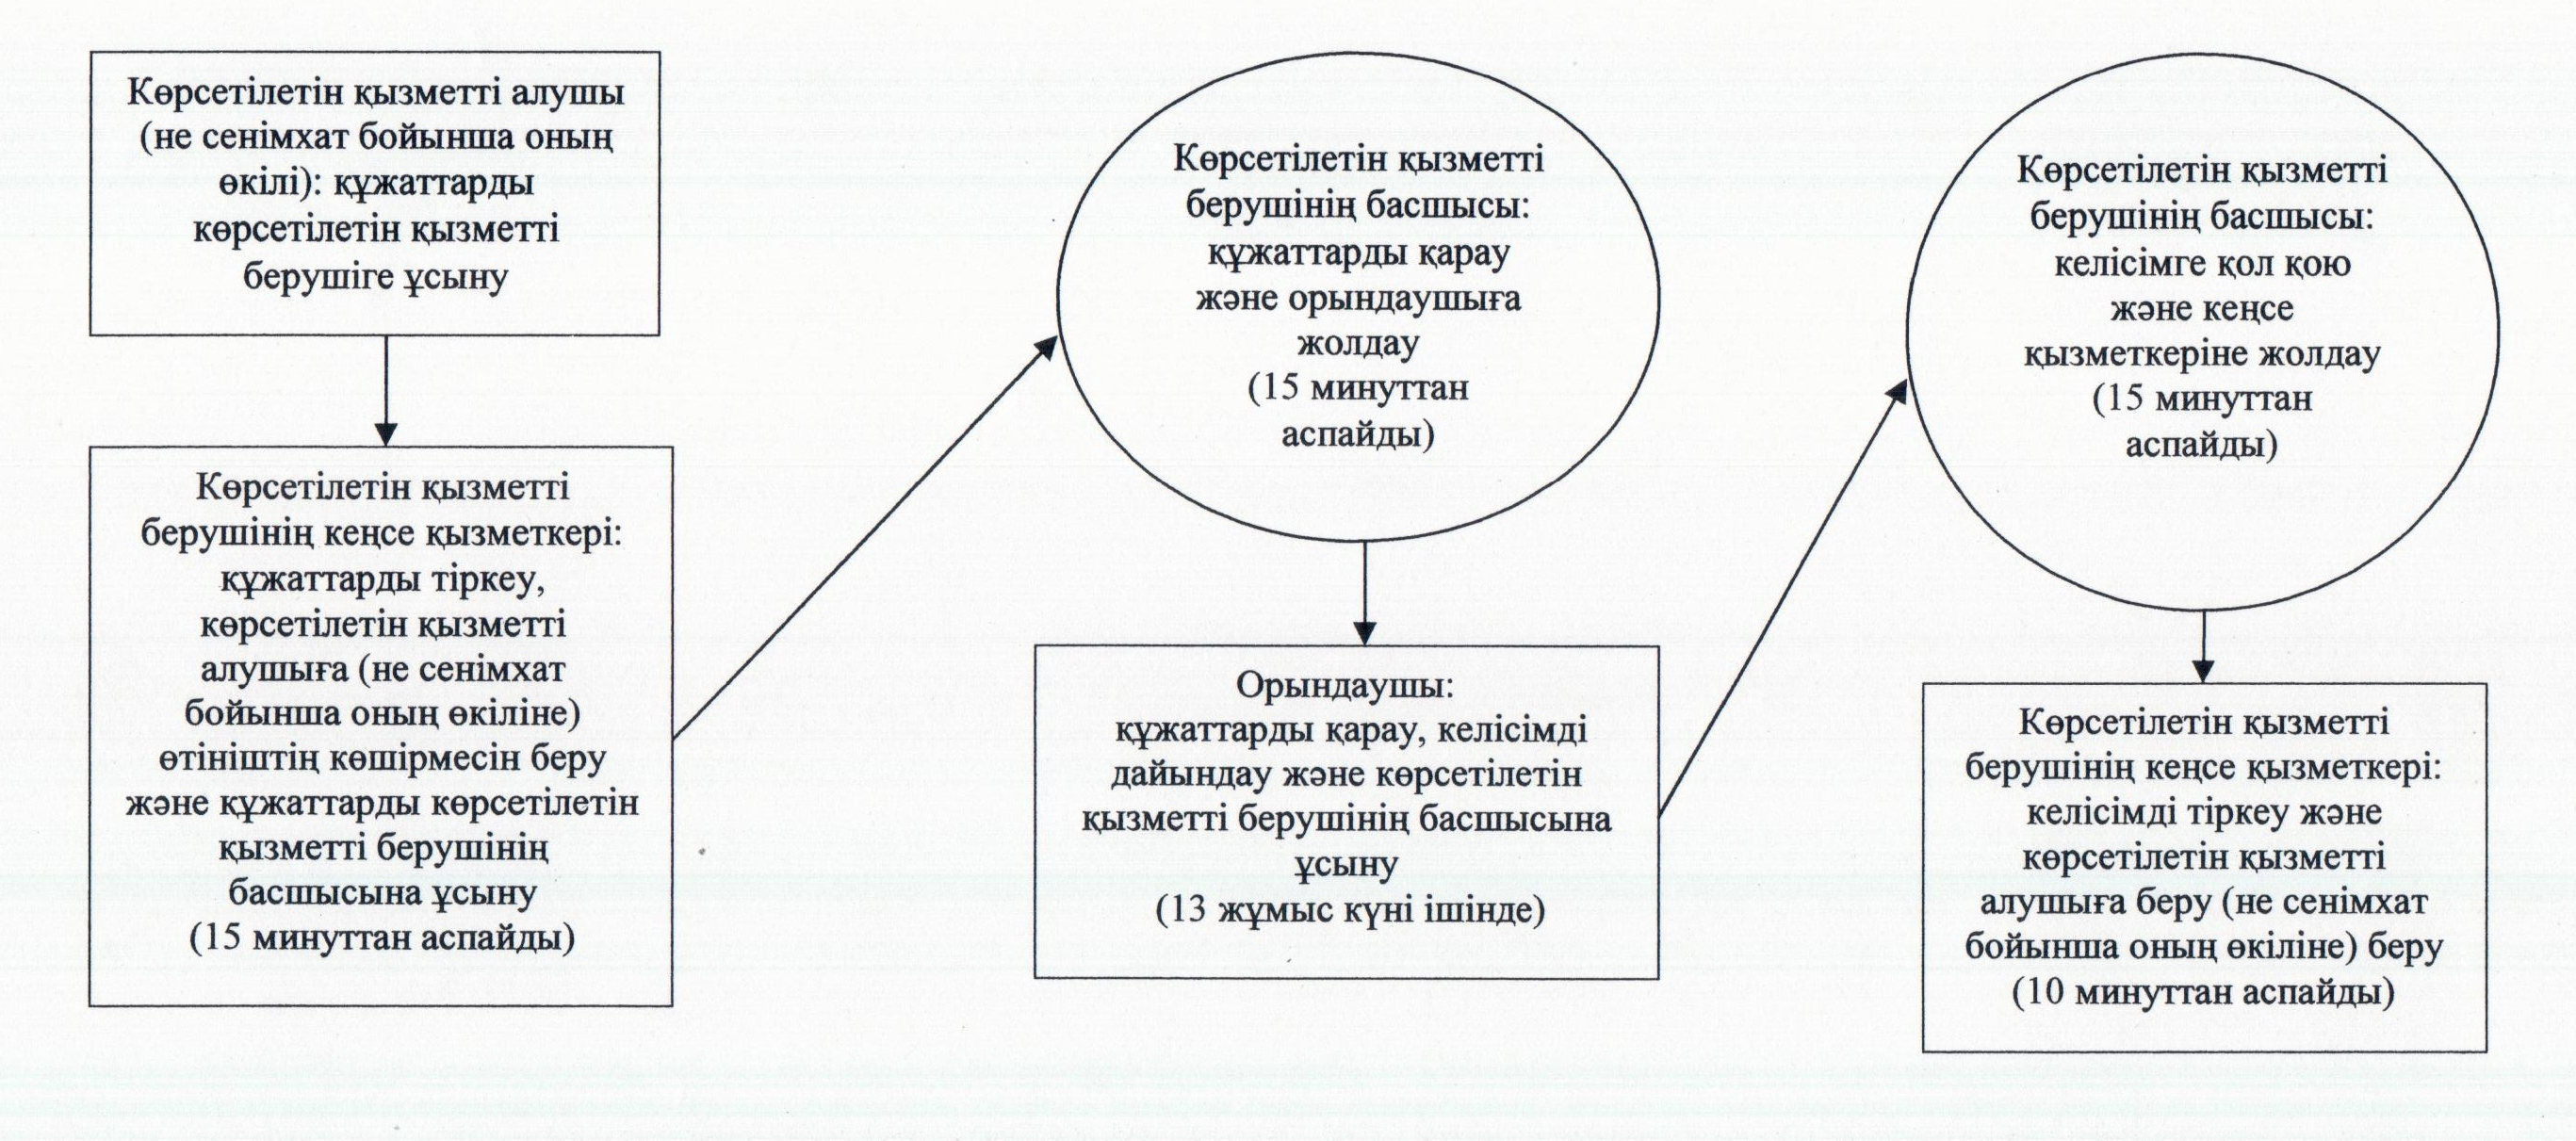 Көрсетілетін қызметті алушы
(не сенімхат бойынша оның
өкілі): құжаттарды
көрсетілетін қызметті
берушіге ұсыну
Көрсетілетін қызметті
берушінің кеңсе қызметкері:
құжаттарды тіркеу,
көрсетілетін қызметті
алушыға (не сенімхат
бойынша оның өкіліне)
өтініштің көшірмесін беру
және құжаттарды көрсетілетін
қызметті берушінің
басшысына ұсыну
(15 минуттан аспайды)
Көрсетілетін қызметті
берушінің басшысы:
құжаттарды қарау
және орындаушыға
жолдау
(15 минуттан
аспайды)
Орындаушы:
құжаттарды қарау, келісімді
дайындау және көрсетілетін
қызметті берушінің басшысына
ұсыну
(13 жұмыс күні ішінде)
Көрсетілетін қызметті
берушінің басшысы:
келісімге қол қою
және кеңсе
қызметкеріне жолдау
(15 минуттан
аспайды)
Көрсетілетін қызметті
берушінің кеңсе қызметкері:
келісімді тіркеу және
көрсетілетін қызметті
алушыға беру (не сенімхат
бойынша оның өкіліне) беру
(10 минуттан аспайды)